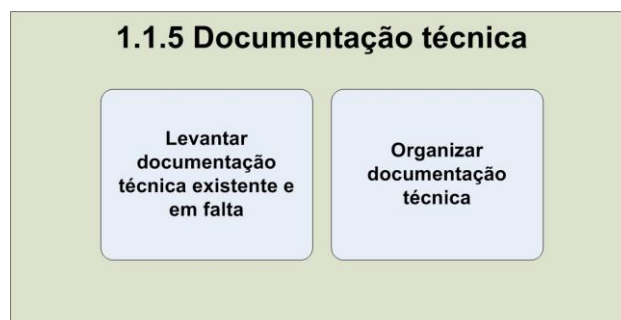 1.1.5 Documentação técnica
Levantar
documentação
técnica existente e
em falta
Organizar
documentação
técnica